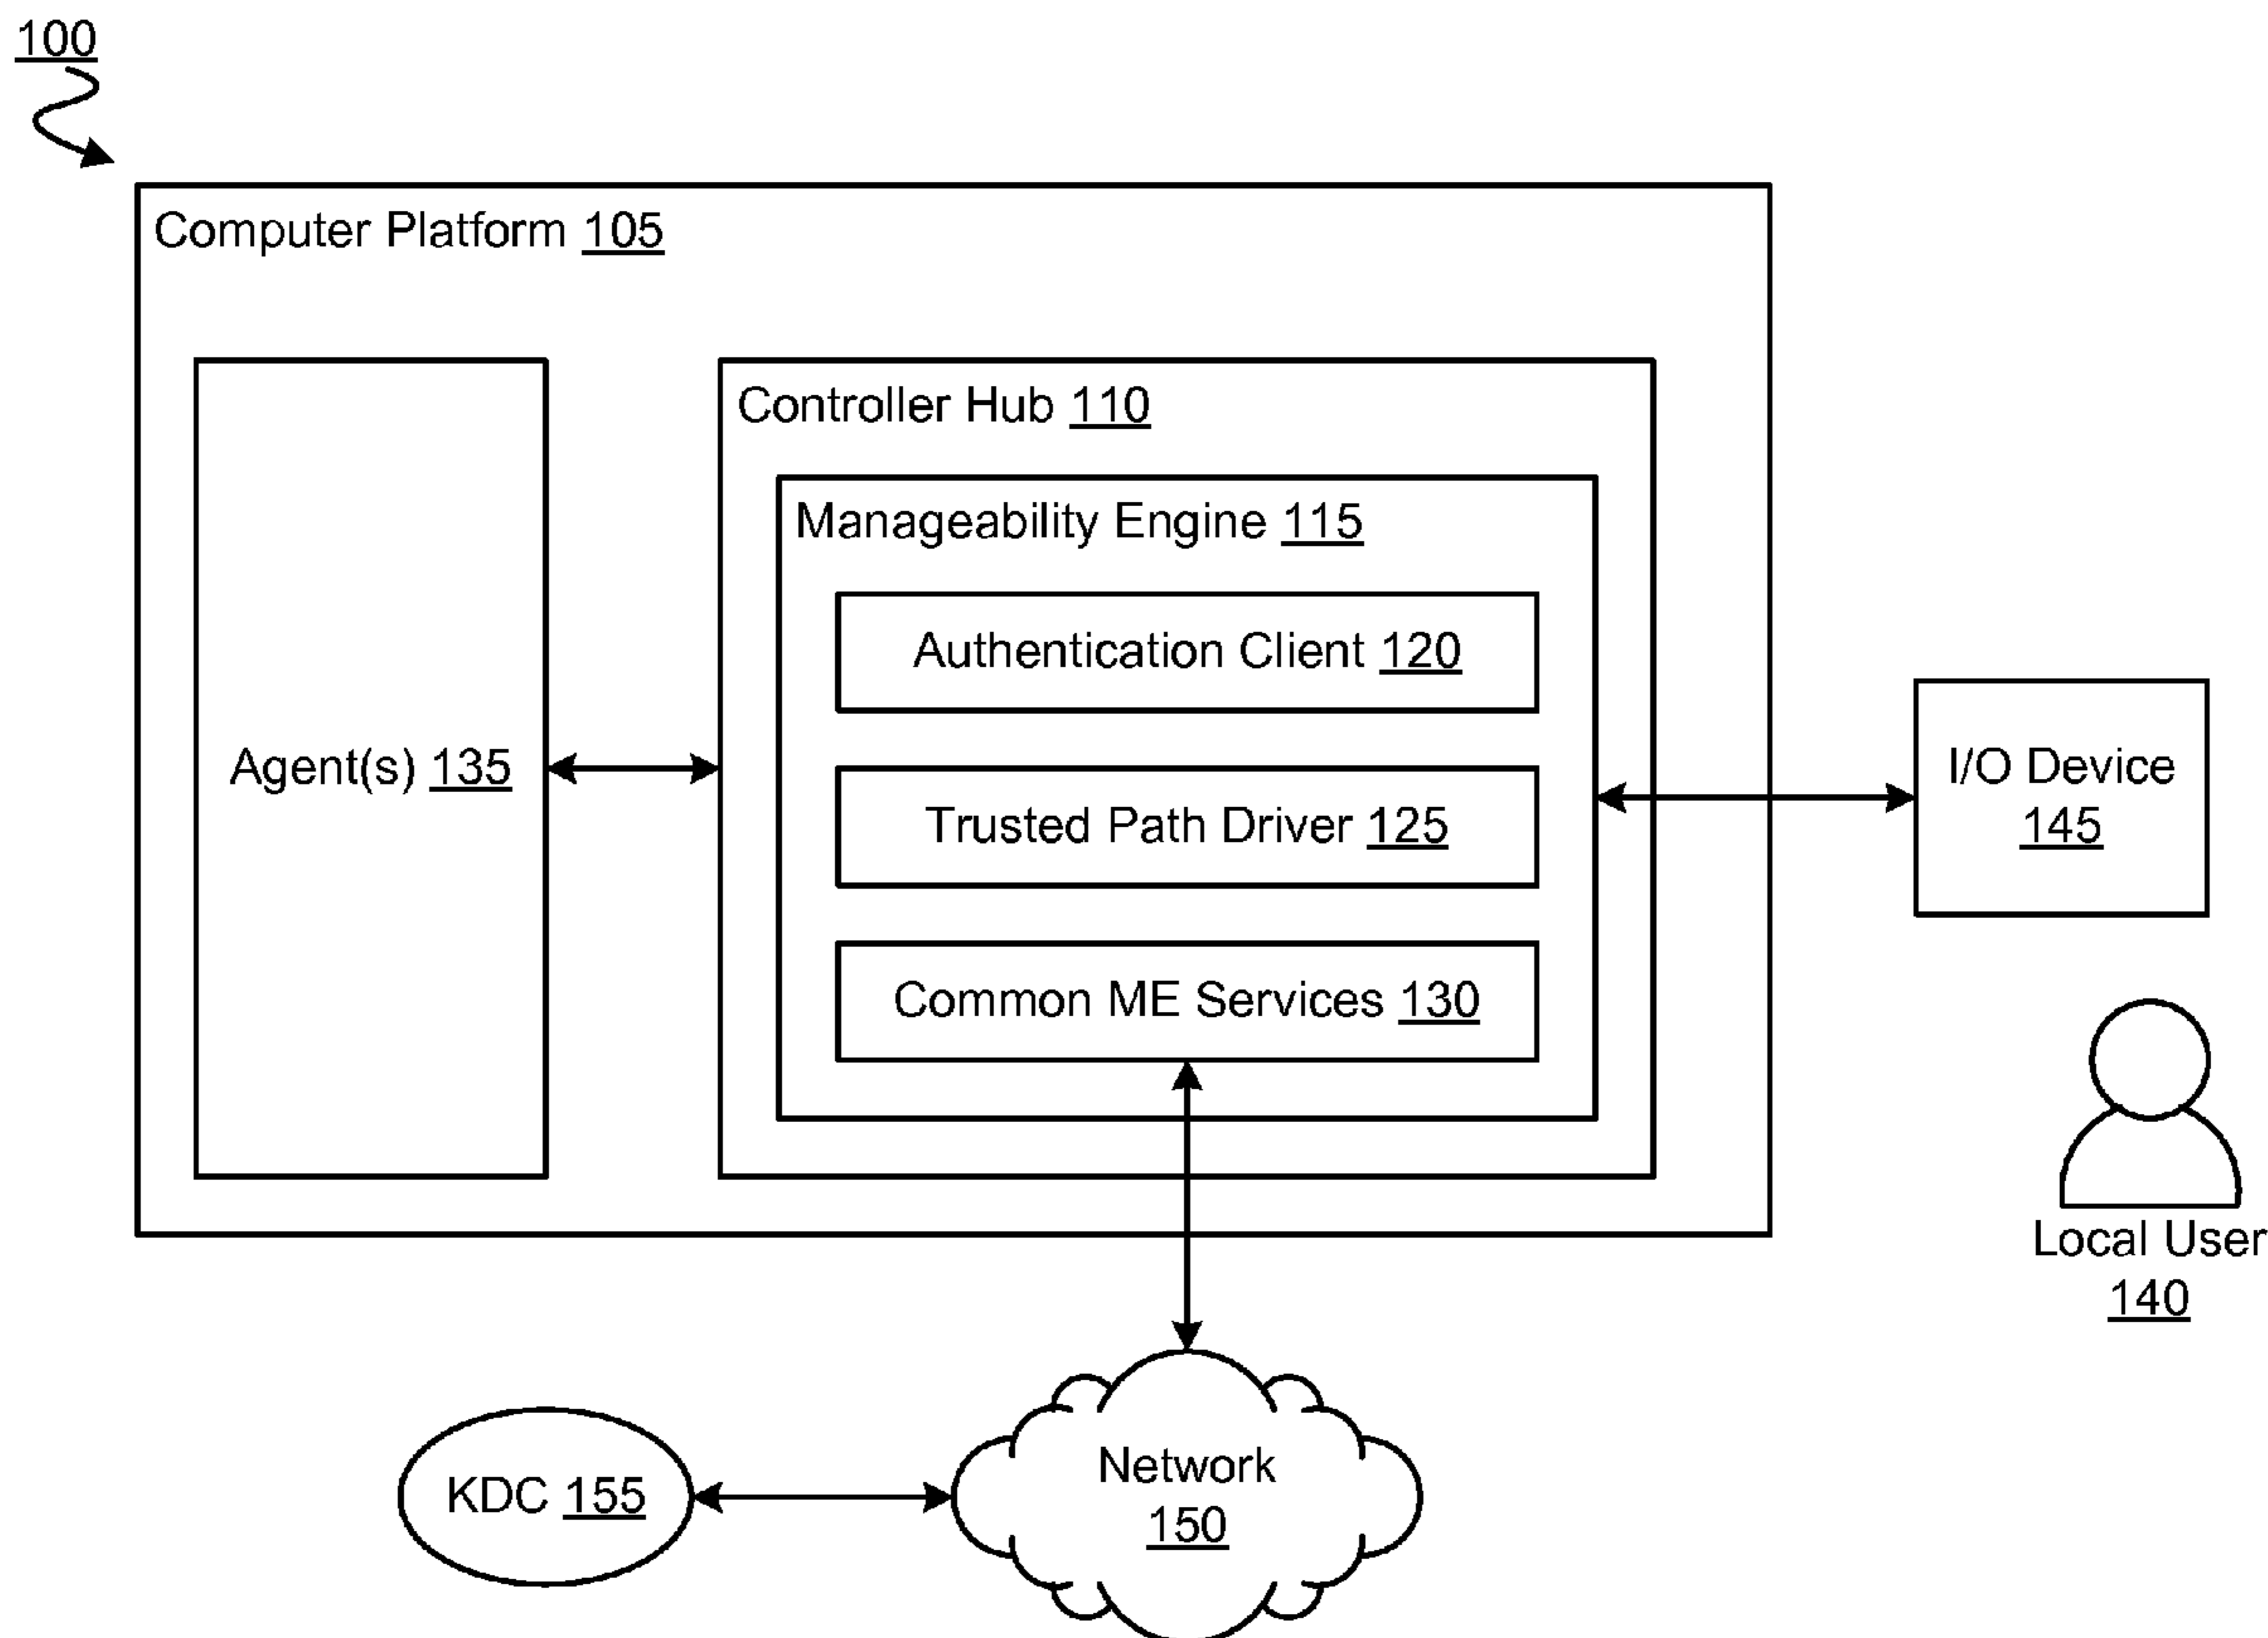 100
Computer Platform 105
Controller Hub 110
Manageability Engine 115
Authentication Client 120
Agent(s) 135
Trusted Path Driver 125
I/O Device
145
Common ME Services 130
Local User
140
Network
150
KDC 155